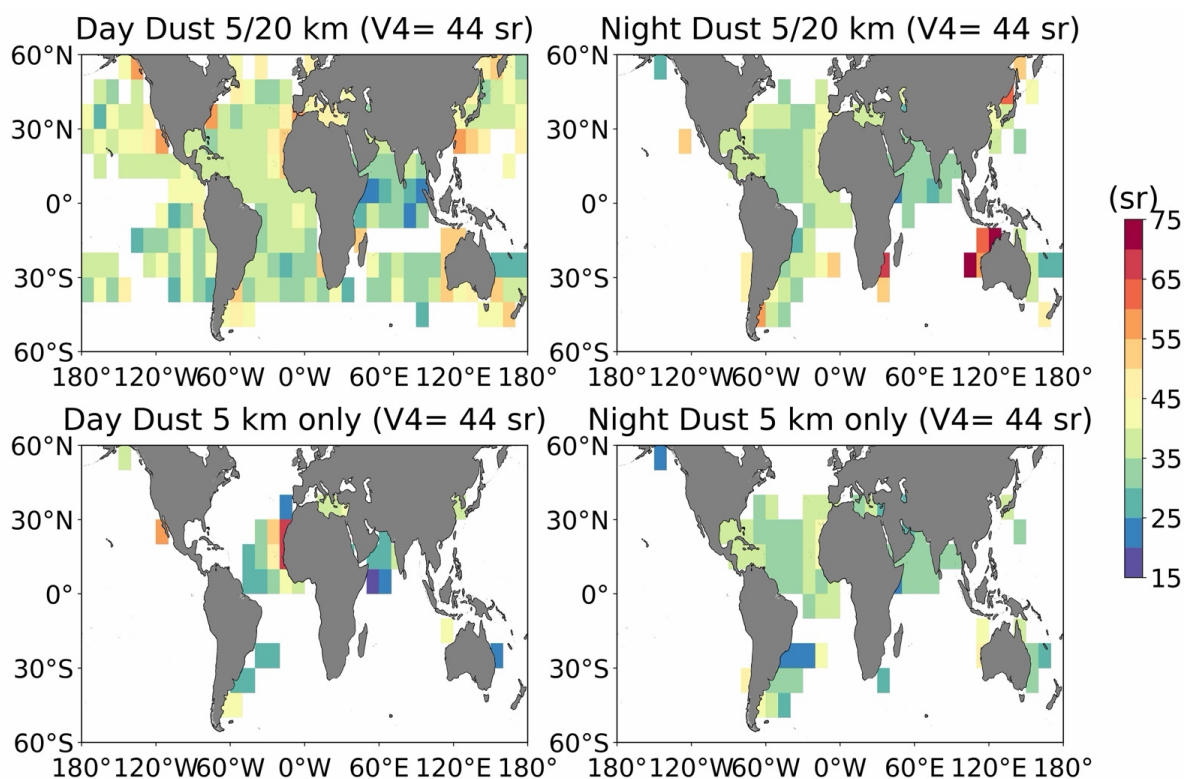 Day Dust 5/20 km (V4= 44 sr)
Night Dust 5/20 km (V4= 44 sr)
60°N
30°N
0°
30°S
60°S
180°120°W60°W 0°W 60°E 120°E 180°
60°N
30°N
0°
30°S
60°S
180°120°W60°W 0°W 60°E 120°E 180°
Day Dust 5 km only (V4= 44 sr)
Night Dust 5 km only (V4= 44 sr)
60°N
30°N
0°
30°S
60°S
180°120°W60°W 0°W 60°E 120°E 180°
60°N
30°N
0°
30°S
60°S
180°120°W60°W 0°W 60°E 120°E 180°
(sr)
75
65
55
45
35
25
15